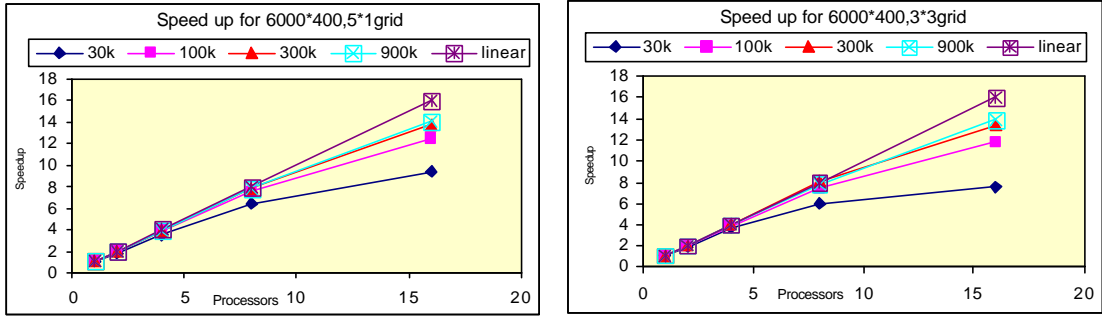 Speed up for 6000*400,5*1grid
30k 100k 300k 900k linear
18
16
14
12
10
8
6
4
2
0
Speedup
0 5 10 15 20
Processors
Speed up for 6000*400,3*3grid
30k 100k 300k 900k linear
18
16
14
12
10
8
6
4
2
0
Speedup
0 5 10 15 20
Processors